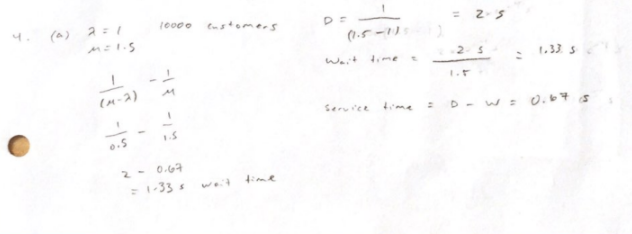 4. (a) λ = 1 10000 customers
μ = 1.5
1/(μ-λ) - 1/μ
1/0.5 - 1/1.5
2 - 0.67
= 1.33 s wait time
D = 1/(1.5 - 1) = 2 s
Wait time = 2 s/1.5 = 1.33 s
Service time = D - W = 0.67 s